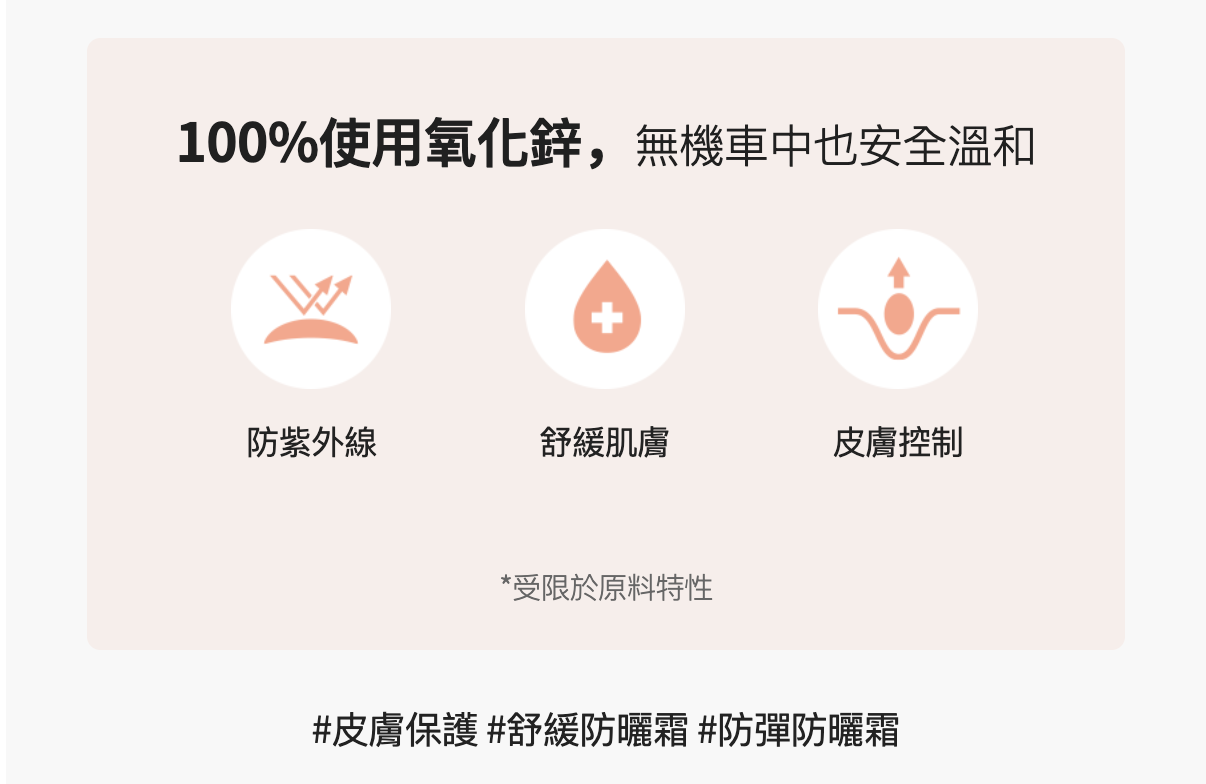 100%使用氧化鋅，無機車中也安全溫和
防紫外線 舒緩肌膚 皮膚控制
*受限於原料特性
#皮膚保護 #舒緩防曬霜 #防彈防曬霜